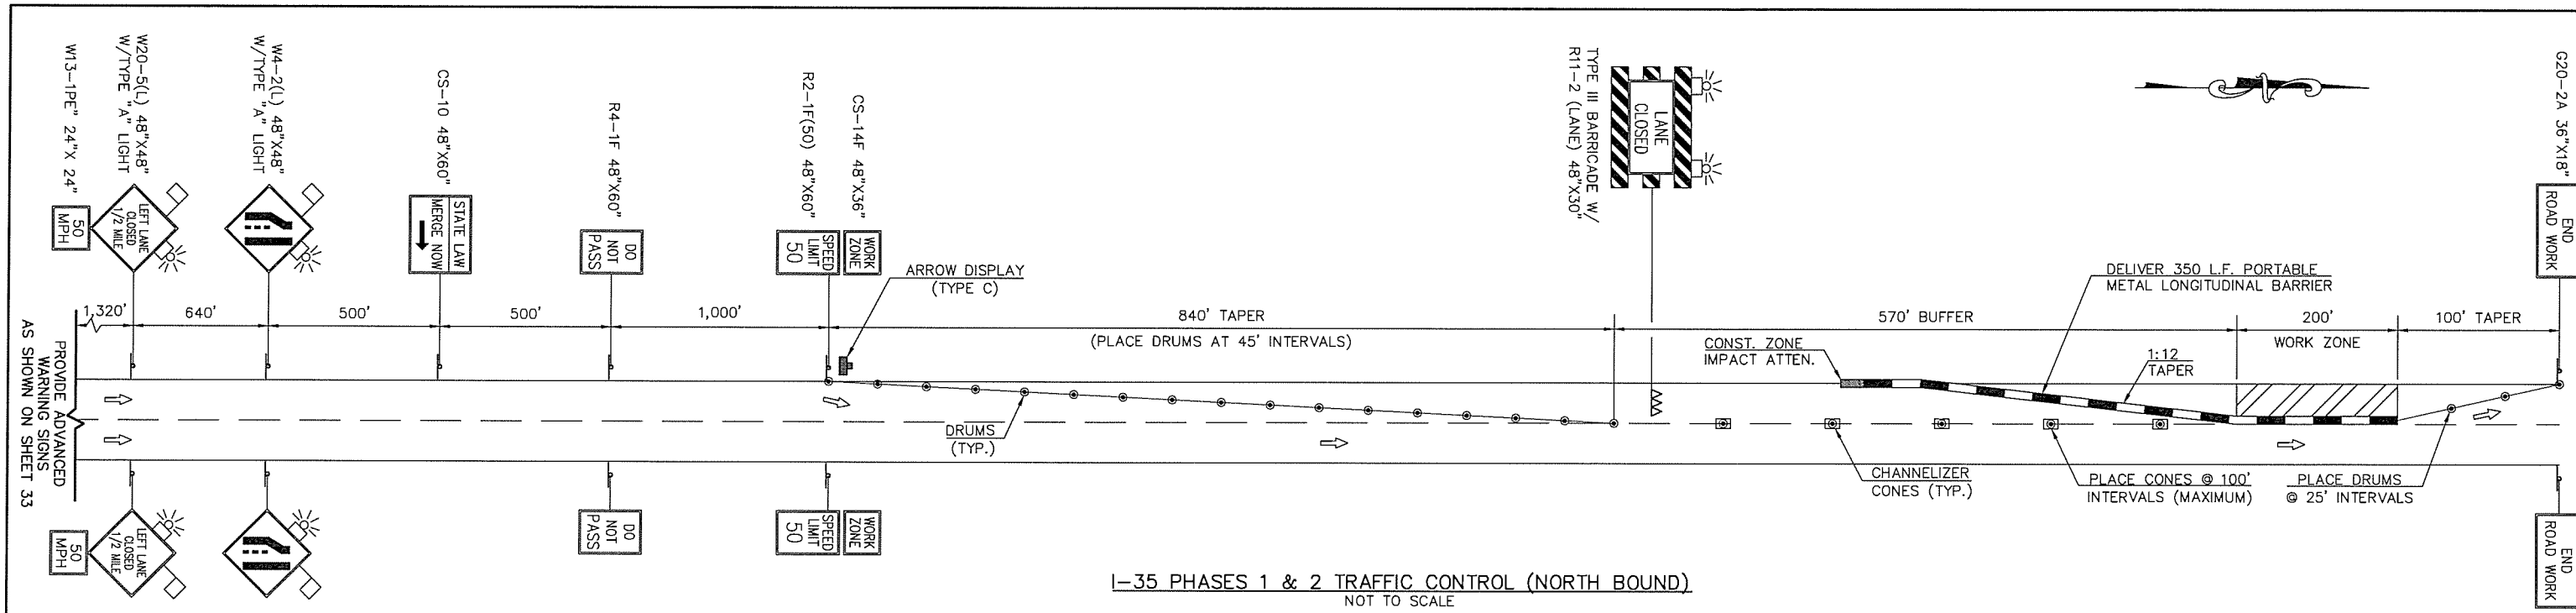 W13-1PE" 24"X 24"
W20-5(L) 48"X48"
W/TYPE "A" LIGHT
W4-2(L) 48"X48"
W/TYPE "A" LIGHT
CS-10 48"X60"
R4-1F 48"X60"
R2-1F(50) 48"X60"
CS-14F 48"X36"
TYPE III BARRICADE W/
R11-2 (LANE) 48"X30"
G20-2A 36"X18"
50
MPH
LEFT LANE
CLOSED
1/2 MILE
STATE LAW
MERGE NOW
DO
NOT
PASS
SPEED
LIMIT
50
WORK
ZONE
LANE
CLOSED
END
ROAD WORK
ARROW DISPLAY
(TYPE C)
DELIVER 350 L.F. PORTABLE
METAL LONGITUDINAL BARRIER
1,320'
640'
500'
500'
1,000'
840' TAPER
(PLACE DRUMS AT 45' INTERVALS)
570' BUFFER
200'
WORK ZONE
100' TAPER
CONST. ZONE
IMPACT ATTEN.
1:12
TAPER
PROVIDE ADVANCED
WARNING SIGNS
AS SHOWN ON SHEET 33
DRUMS
(TYP.)
CHANNELIZER
CONES (TYP.)
PLACE CONES @ 100'
INTERVALS (MAXIMUM)
PLACE DRUMS
@ 25' INTERVALS
50
MPH
LEFT LANE
CLOSED
1/2 MILE
DO
NOT
PASS
SPEED
LIMIT
50
WORK
ZONE
END
ROAD WORK
I-35 PHASES 1 & 2 TRAFFIC CONTROL (NORTH BOUND)
NOT TO SCALE